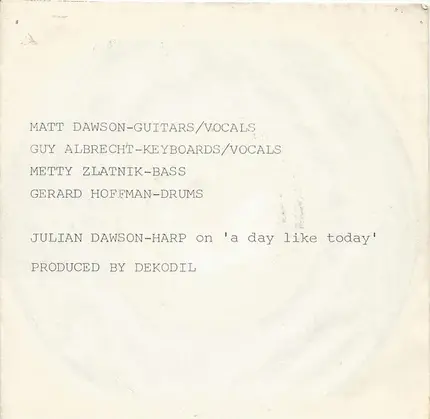 MATT DAWSON-GUITARS/VOCALS
GUY ALBRECHT-KEYBOARDS/VOCALS
METTY ZLATNIK-BASS
GERARD HOFFMAN-DRUMS
JULIAN DAWSON-HARP on 'a day like today'
PRODUCED BY DEKODIL